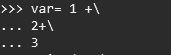 >>> var= 1 +\
... 2+\
... 3